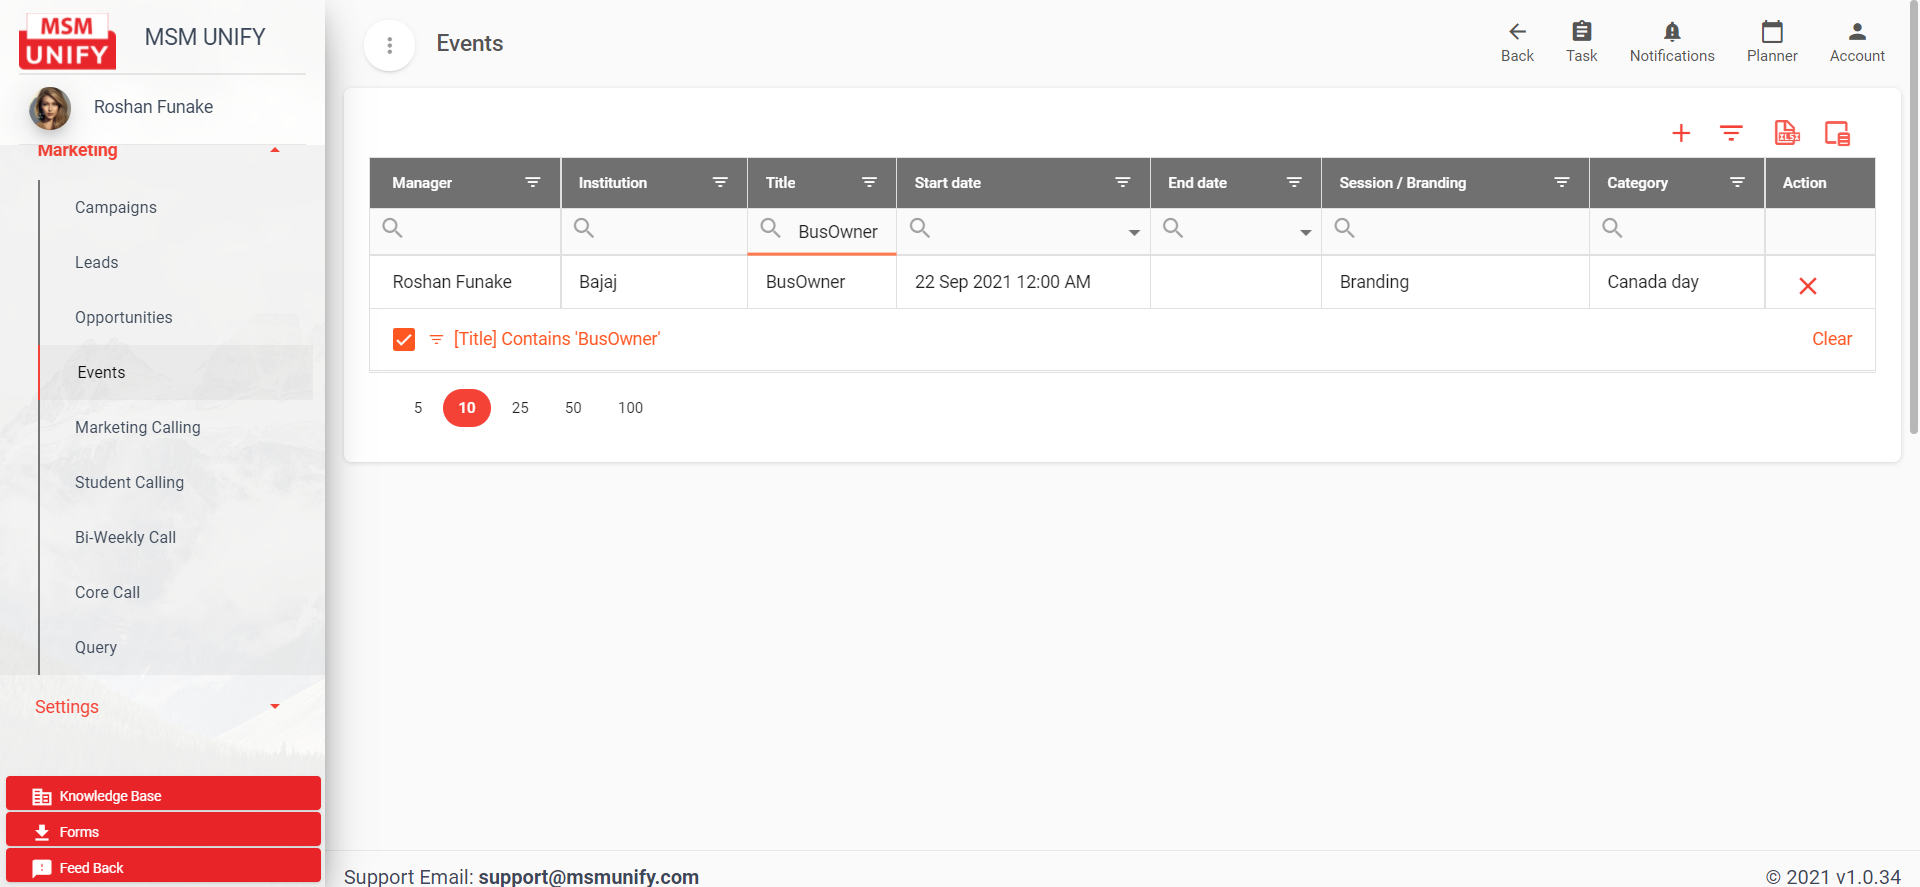 MSM
UNIFY
MSM UNIFY
Roshan Funake
Marketing
Campaigns
Leads
Opportunities
Events
Marketing Calling
Student Calling
Bi-Weekly Call
Core Call
Query
Settings
Knowledge Base
Forms
Feed Back
Events
Back
Task
Notifications
Planner
Account
XLSX
Manager Institution Title Start date End date Session / Branding Category Action
BusOwner
Roshan Funake Bajaj BusOwner 22 Sep 2021 12:00 AM Branding Canada day
[Title] Contains 'BusOwner' Clear
5 10 25 50 100
Support Email: support@msmunify.com
© 2021 v1.0.34